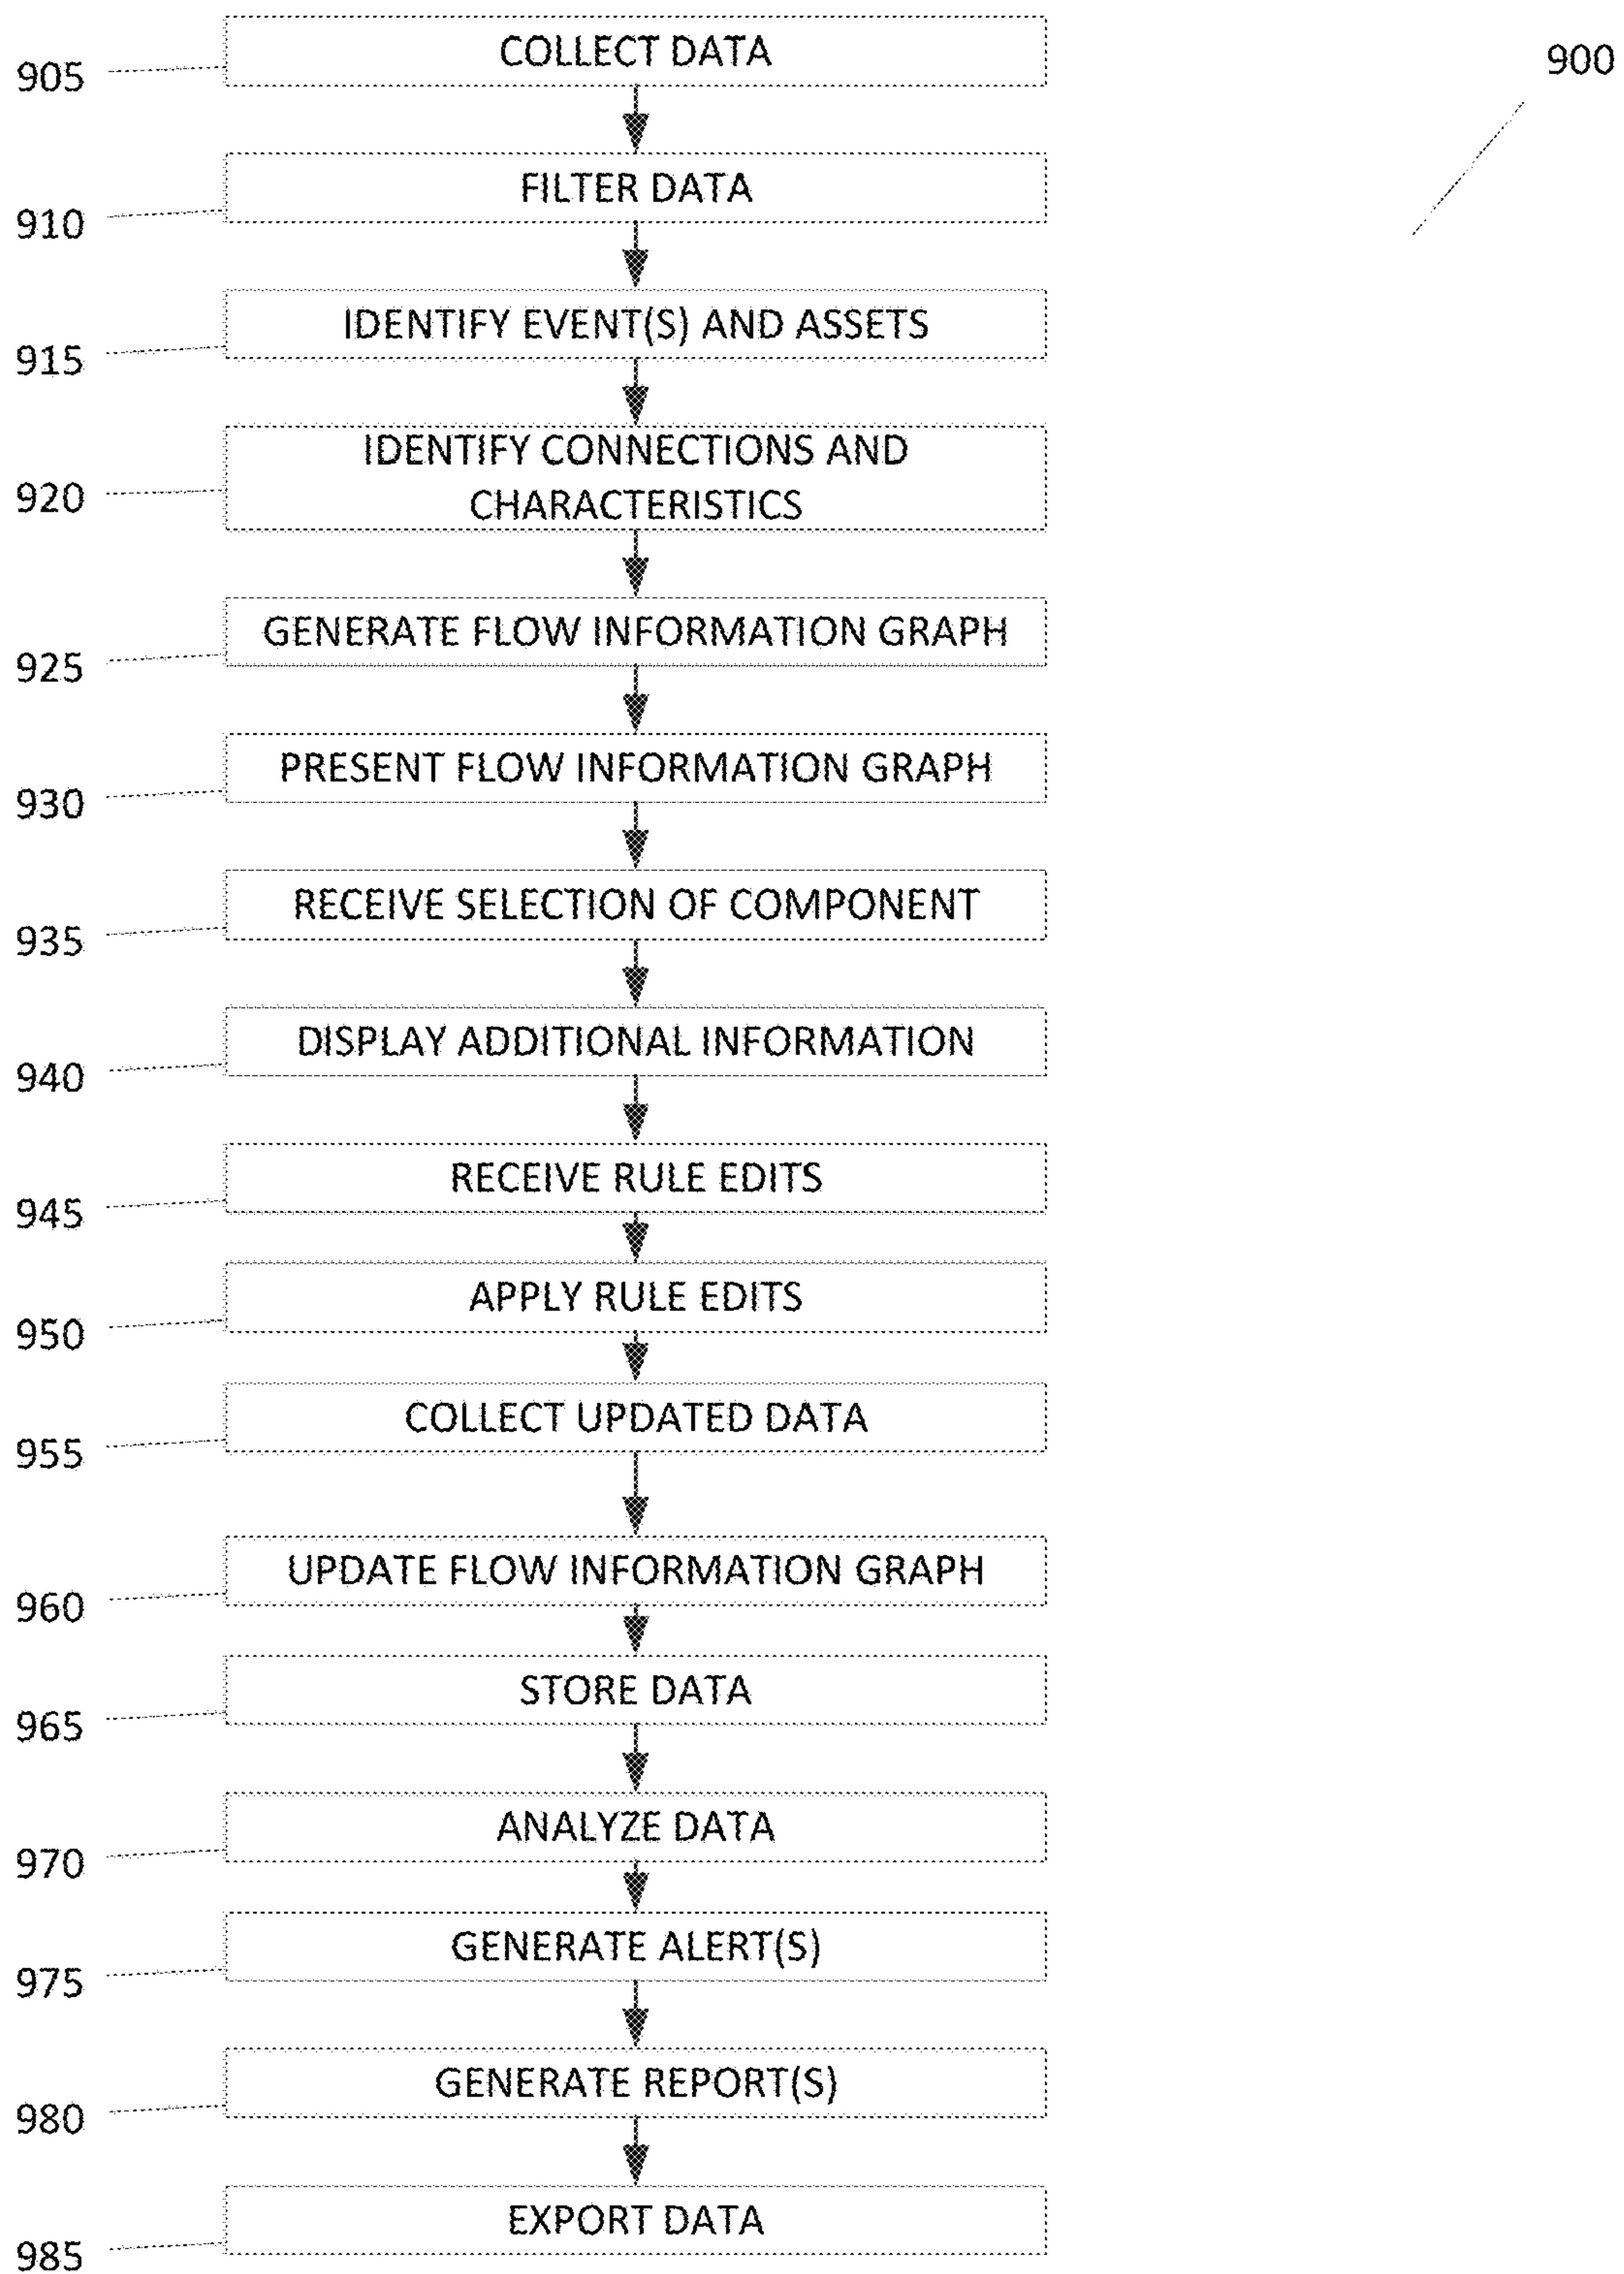 900
905 COLLECT DATA
910 FILTER DATA
915 IDENTIFY EVENT(S) AND ASSETS
920 IDENTIFY CONNECTIONS AND
CHARACTERISTICS
925 GENERATE FLOW INFORMATION GRAPH
930 PRESENT FLOW INFORMATION GRAPH
935 RECEIVE SELECTION OF COMPONENT
940 DISPLAY ADDITIONAL INFORMATION
945 RECEIVE RULE EDITS
950 APPLY RULE EDITS
955 COLLECT UPDATED DATA
960 UPDATE FLOW INFORMATION GRAPH
965 STORE DATA
970 ANALYZE DATA
975 GENERATE ALERT(S)
980 GENERATE REPORT(S)
985 EXPORT DATA